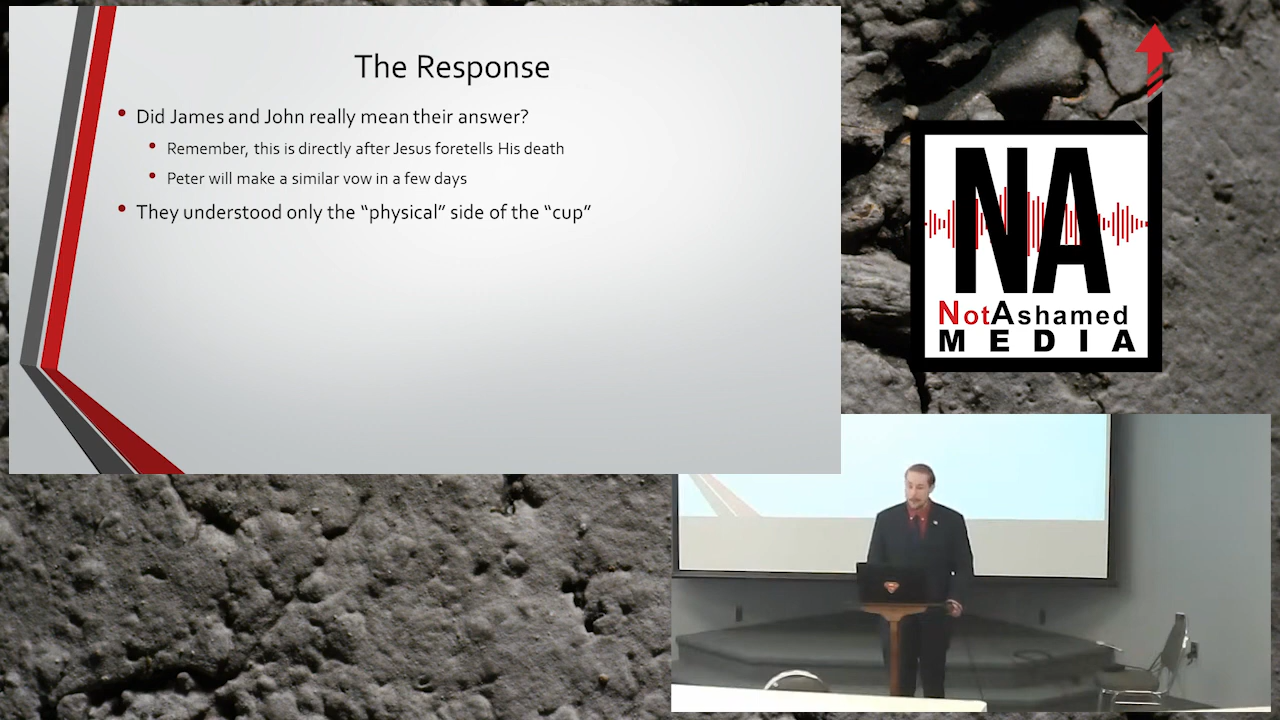 The Response
Did James and John really mean their answer?
Remember, this is directly after Jesus foretells His death
Peter will make a similar vow in a few days
They understood only the “physical” side of the “cup”
NA
NotAshamed
MEDIA